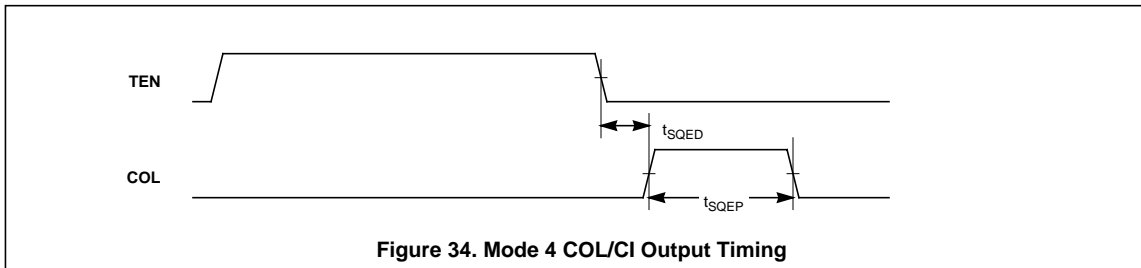 TEN
tSQED
COL
tSQEP
Figure 34. Mode 4 COL/CI Output Timing